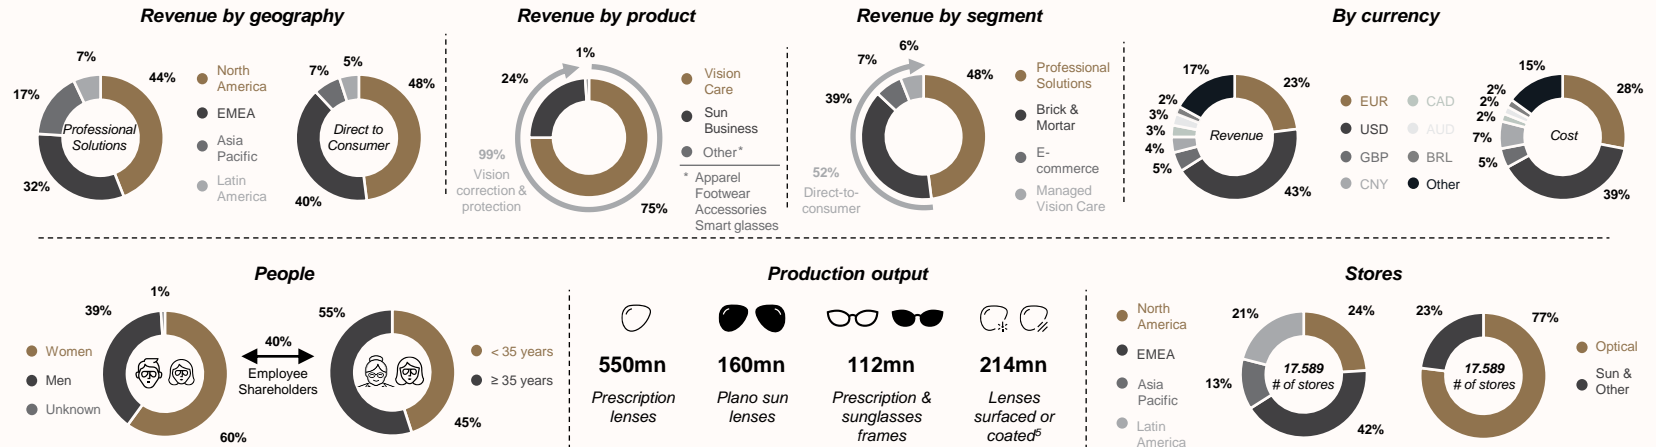 Revenue by geography
7%
44%
17%
Professional
Solutions
32%
North
America
EMEA
Asia
Pacific
Latin
America
5%
7%
48%
Direct to
Consumer
40%
Revenue by product
1%
24%
99%
Vision
correction &
protection
75%
Vision
Care
Sun
Business
Other*
* Apparel
Footwear
Accessories
Smart glasses
Revenue by segment
6%
7%
48%
39%
52%
Direct-to-
consumer
Professional
Solutions
Brick &
Mortar
E-
commerce
Managed
Vision Care
By currency
17%
23%
2%
3%
3%
4%
5%
Revenue
43%
EUR
CAD
USD
AUD
GBP
BRL
CNY
Other
15%
28%
2%
2%
2%
7%
5%
Cost
39%
People
1%
39%
Women
Men
Unknown
60%
40%
Employee
Shareholders
55%
45%
< 35 years
≥ 35 years
Production output
550mn
Prescription
lenses
160mn
Plano sun
lenses
112mn
Prescription &
sunglasses
frames
214mn
Lenses
surfaced or
coated⁵
Stores
North
America
EMEA
Asia
Pacific
Latin
America
21%
24%
13%
17.589
# of stores
42%
23%
77%
17.589
# of stores
Optical
Sun &
Other